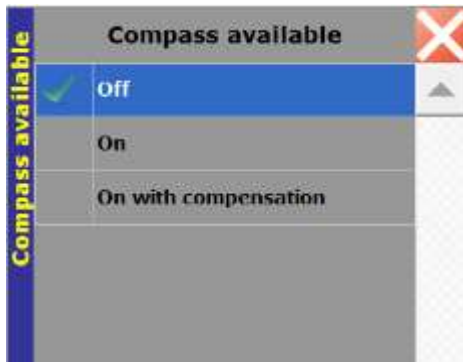 Compass available
Compass available
Off
On
On with compensation